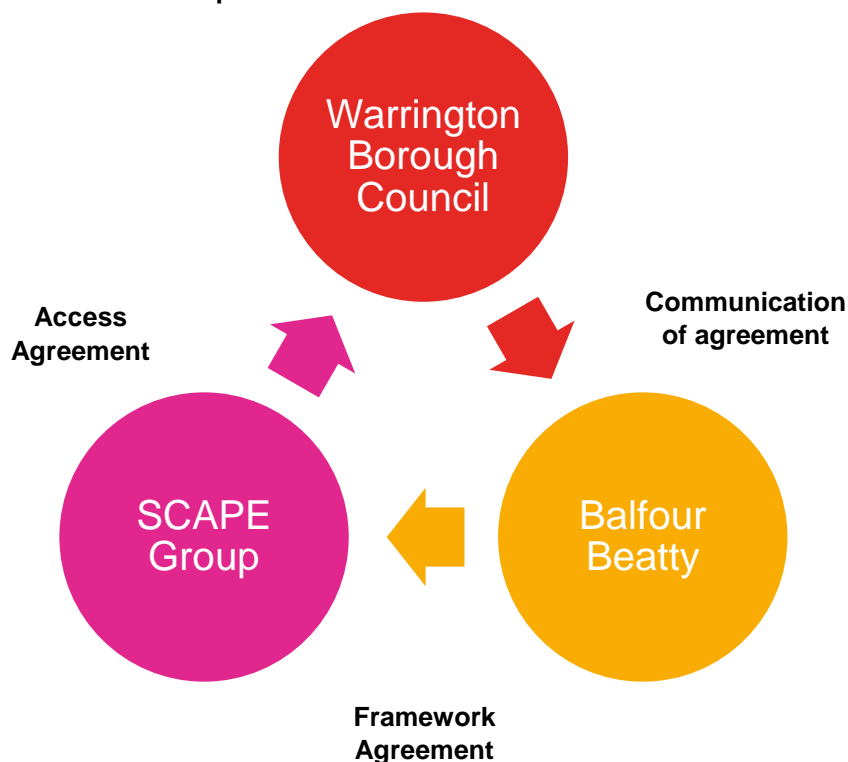 Warrington
Borough
Council
Access
Agreement
Communication
of agreement
SCAPE
Group
Balfour
Beatty
Framework
Agreement